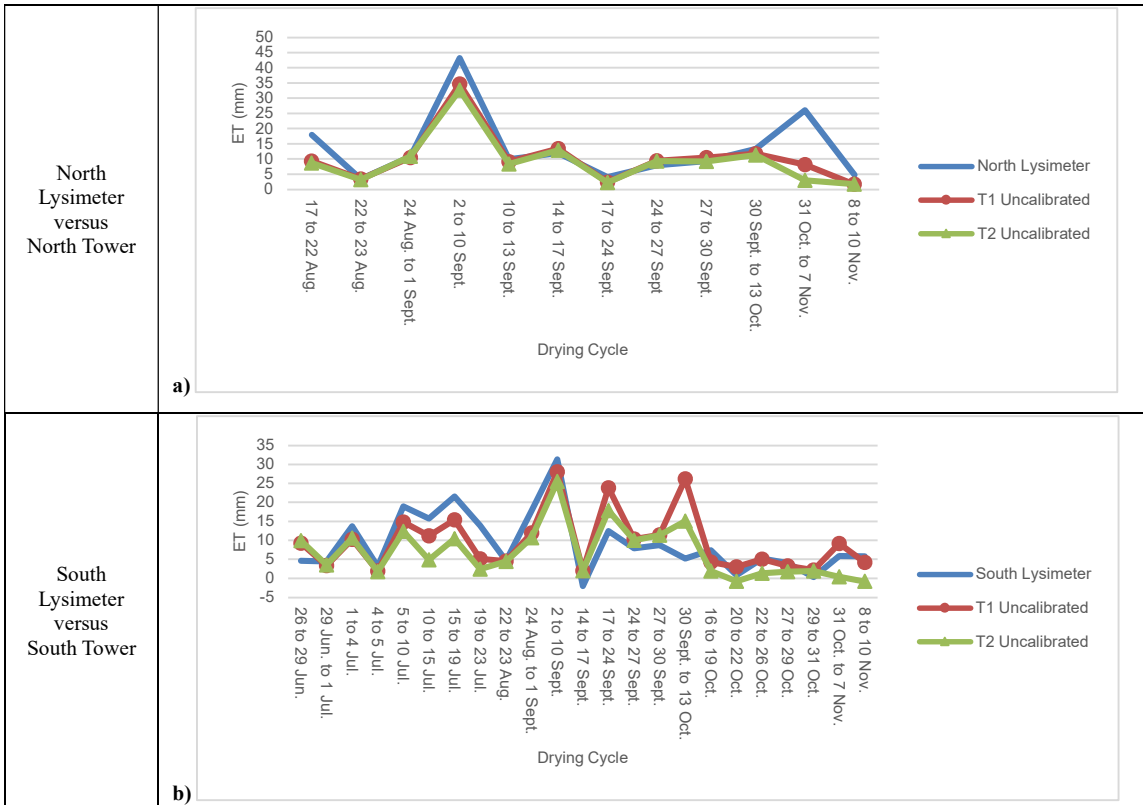 North
Lysimeter
versus
North Tower
a)
50
45
40
35
30
25
20
15
10
5
0
ET (mm)
17 to 22 Aug.
22 to 23 Aug.
24 Aug. to 1 Sept.
2 to 10 Sept.
10 to 13 Sept.
14 to 17 Sept.
17 to 24 Sept.
24 to 27 Sept.
27 to 30 Sept.
30 Sept. to 13 Oct.
31 Oct. to 7 Nov.
8 to 10 Nov.
Drying Cycle
North Lysimeter
T1 Uncalibrated
T2 Uncalibrated
South
Lysimeter
versus
South Tower
b)
35
30
25
20
15
10
5
0
-5
ET (mm)
26 to 29 Jun.
29 Jun. to 1 Jul.
1 to 4 Jul.
4 to 5 Jul.
5 to 10 Jul.
10 to 15 Jul.
15 to 19 Jul.
19 to 23 Jul.
22 to 23 Aug.
24 Aug. to 1 Sept.
2 to 10 Sept.
14 to 17 Sept.
17 to 24 Sept.
24 to 27 Sept.
27 to 30 Sept.
30 Sept. to 13 Oct.
16 to 19 Oct.
20 to 22 Oct.
22 to 26 Oct.
27 to 29 Oct.
29 to 31 Oct.
31 Oct. to 7 Nov.
8 to 10 Nov.
Drying Cycle
South Lysimeter
T1 Uncalibrated
T2 Uncalibrated